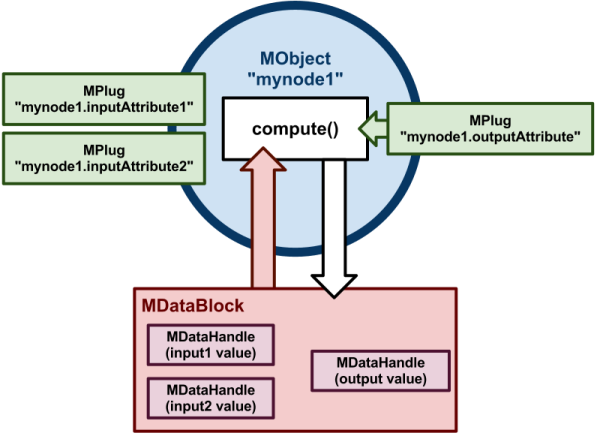 MObject
"mynode1"
MPlug
"mynode1.inputAttribute1"
MPlug
"mynode1.inputAttribute2"
compute()
MPlug
"mynode1.outputAttribute"
MDataBlock
MDataHandle
(input1 value)
MDataHandle
(input2 value)
MDataHandle
(output value)